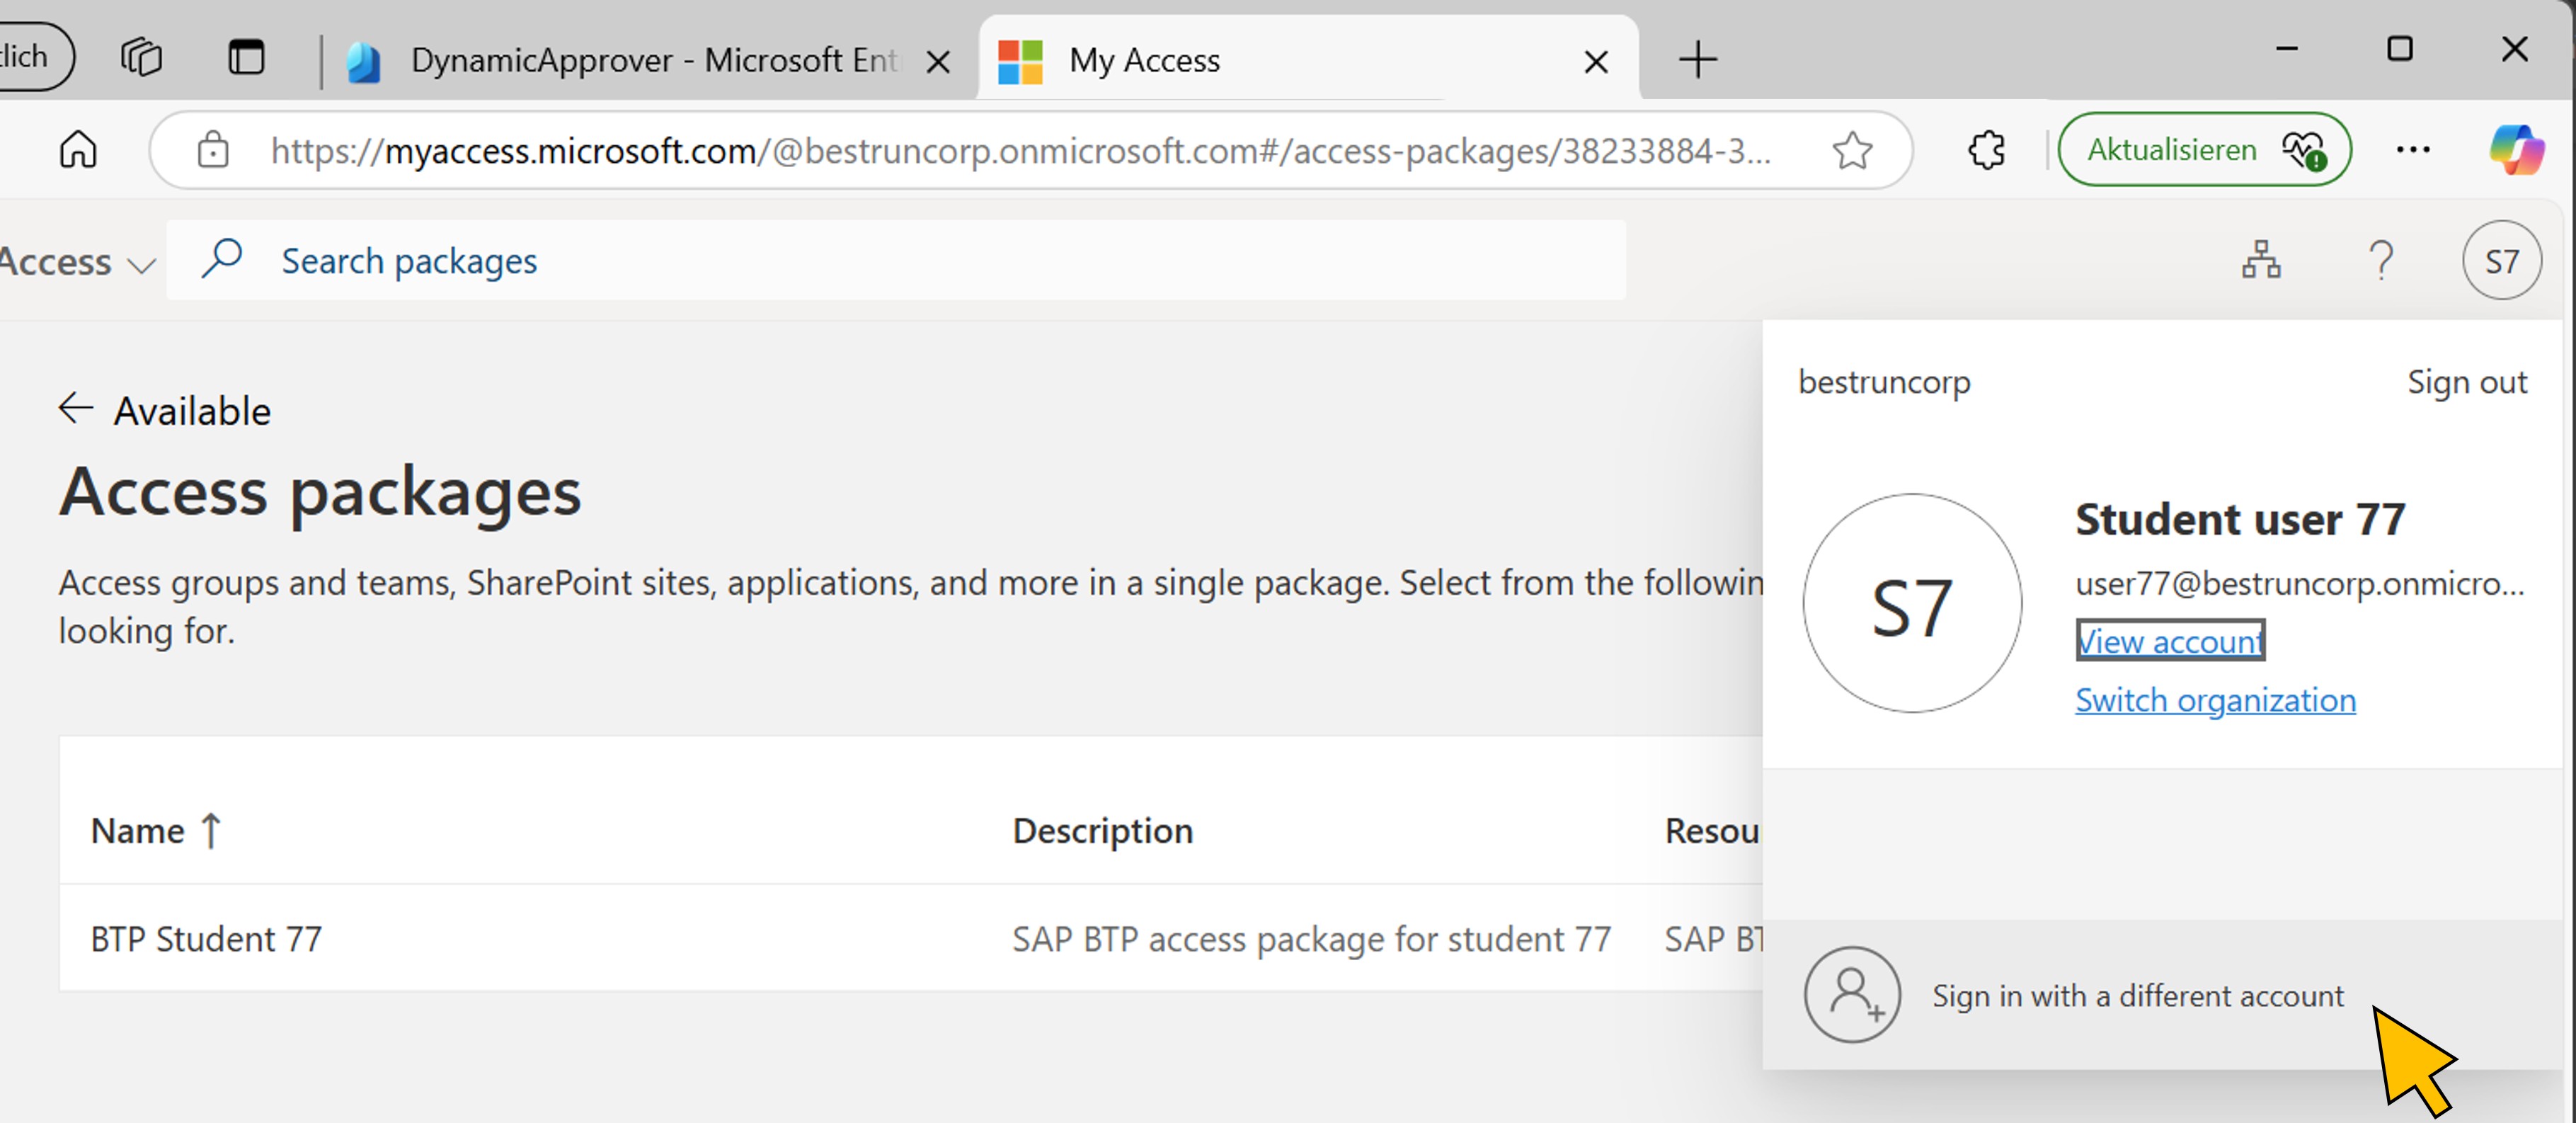 tlich
DynamicApprover - Microsoft Ent
My Access
https://myaccess.microsoft.com/@bestruncorp.onmicrosoft.com#/access-packages/38233884-3...
Aktualisieren
Access
Search packages
S7
bestruncorp
Sign out
Available
Access packages
Access groups and teams, SharePoint sites, applications, and more in a single package. Select from the followin
looking for.
S7
Student user 77
user77@bestruncorp.onmicro...
View account
Switch organization
Name ↑
Description
Resou
BTP Student 77
SAP BTP access package for student 77
SAP BT
Sign in with a different account